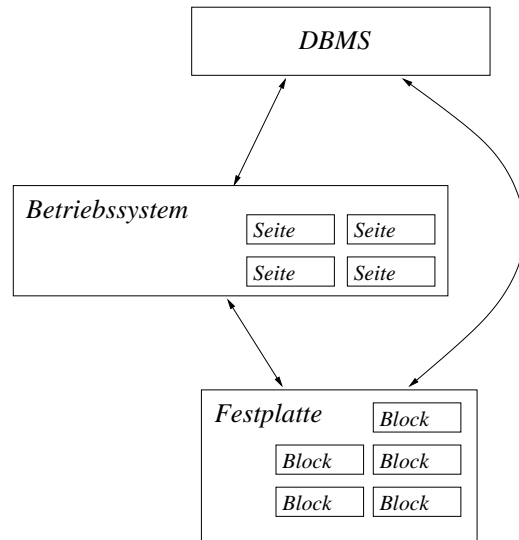 DBMS
Betriebssystem
Seite Seite
Seite Seite
Festplatte
Block
Block Block
Block Block